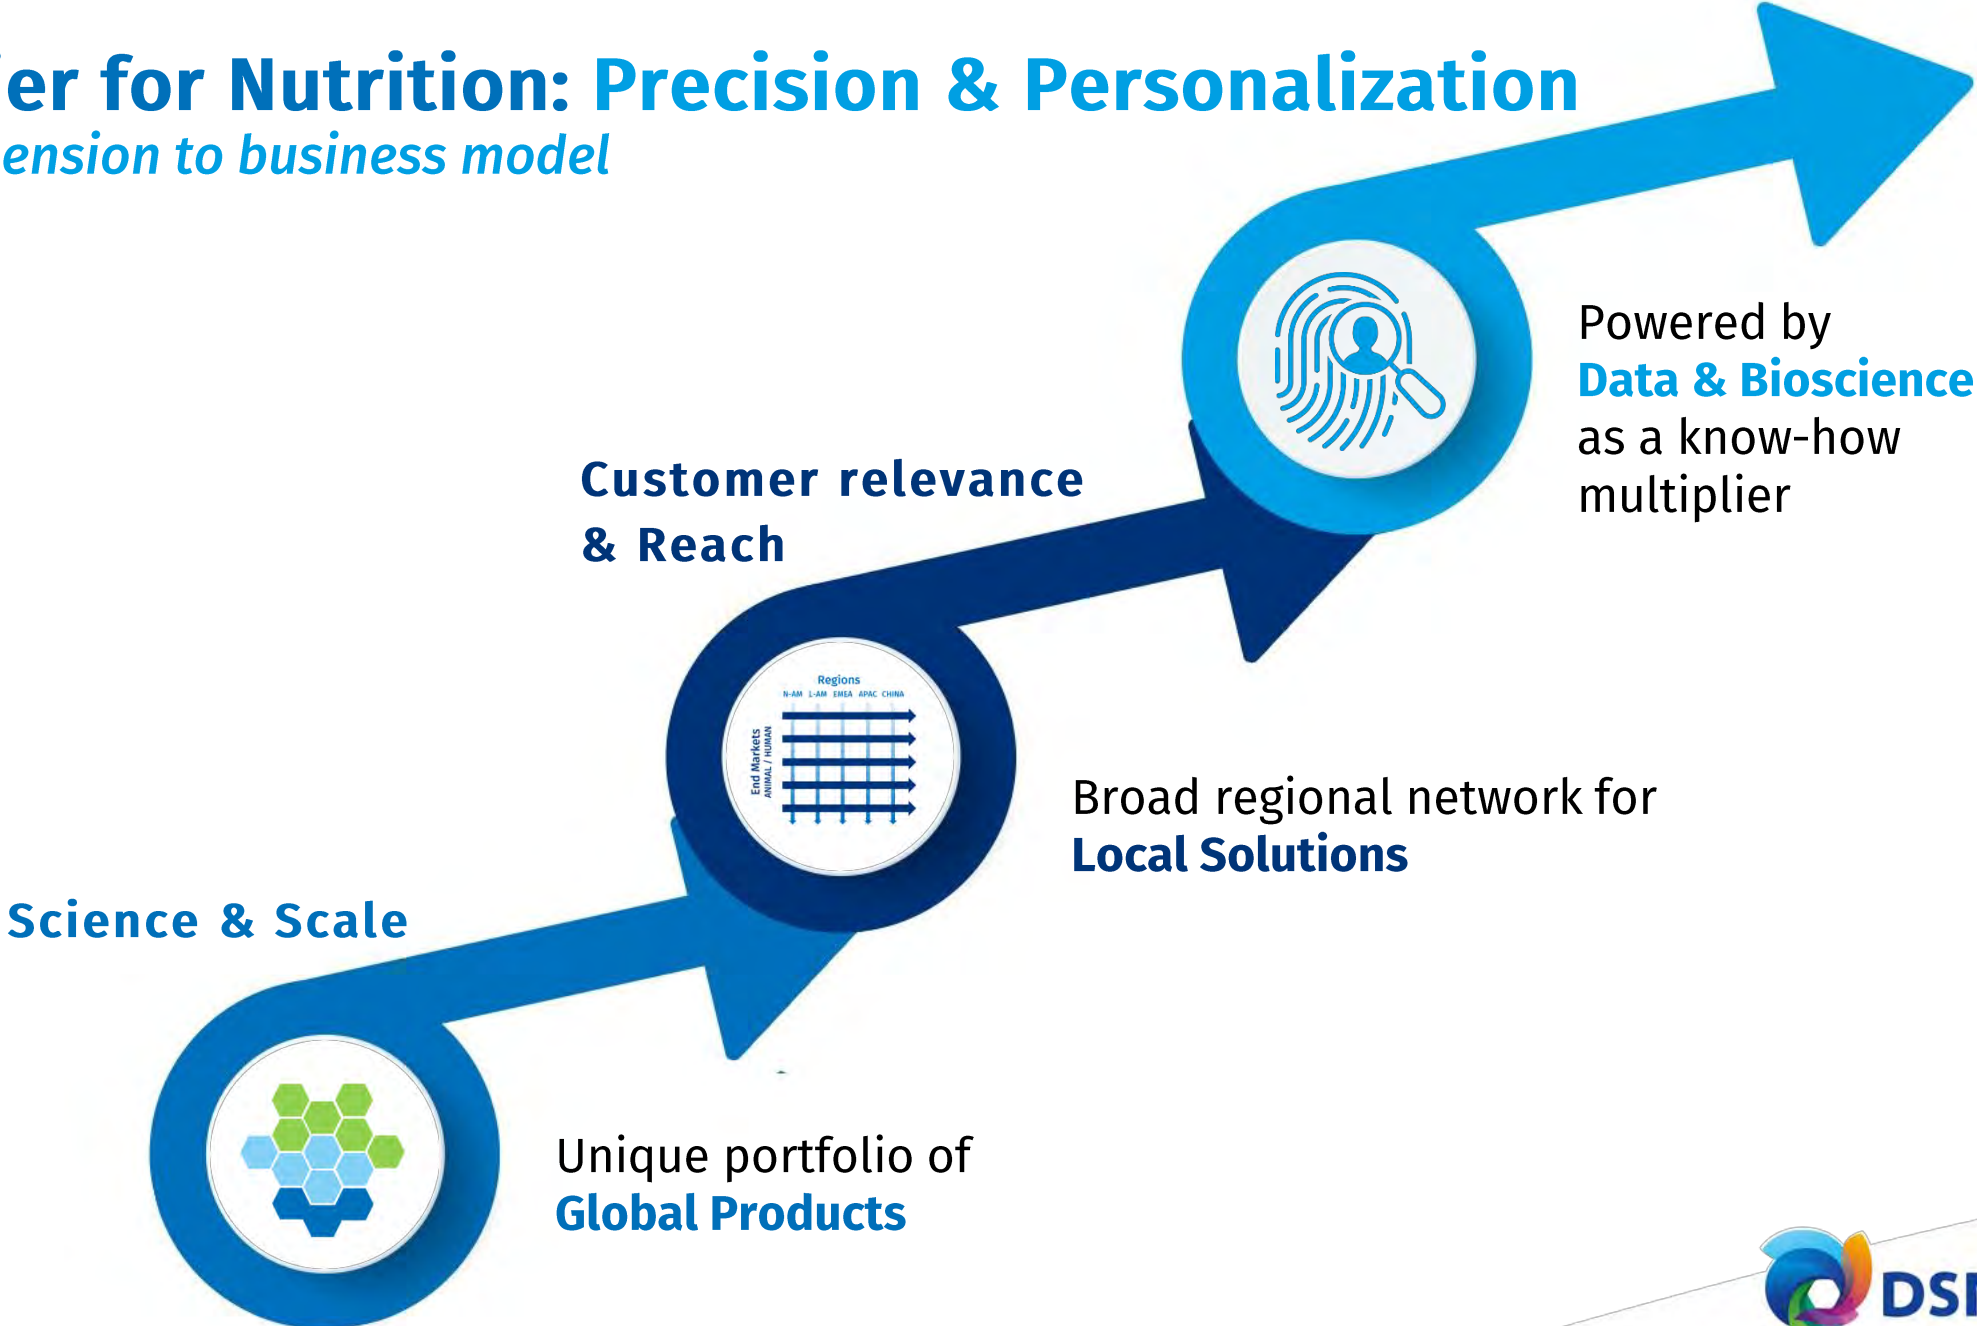 er for Nutrition: Precision & Personalization
ension to business model
Powered by
Data & Bioscience
as a know-how
multiplier
Customer relevance
& Reach
Regions
N-AM L-AM EMEA APAC CHINA
End Markets
ANIMAL / HUMAN
Broad regional network for
Local Solutions
Science & Scale
Unique portfolio of
Global Products
DS